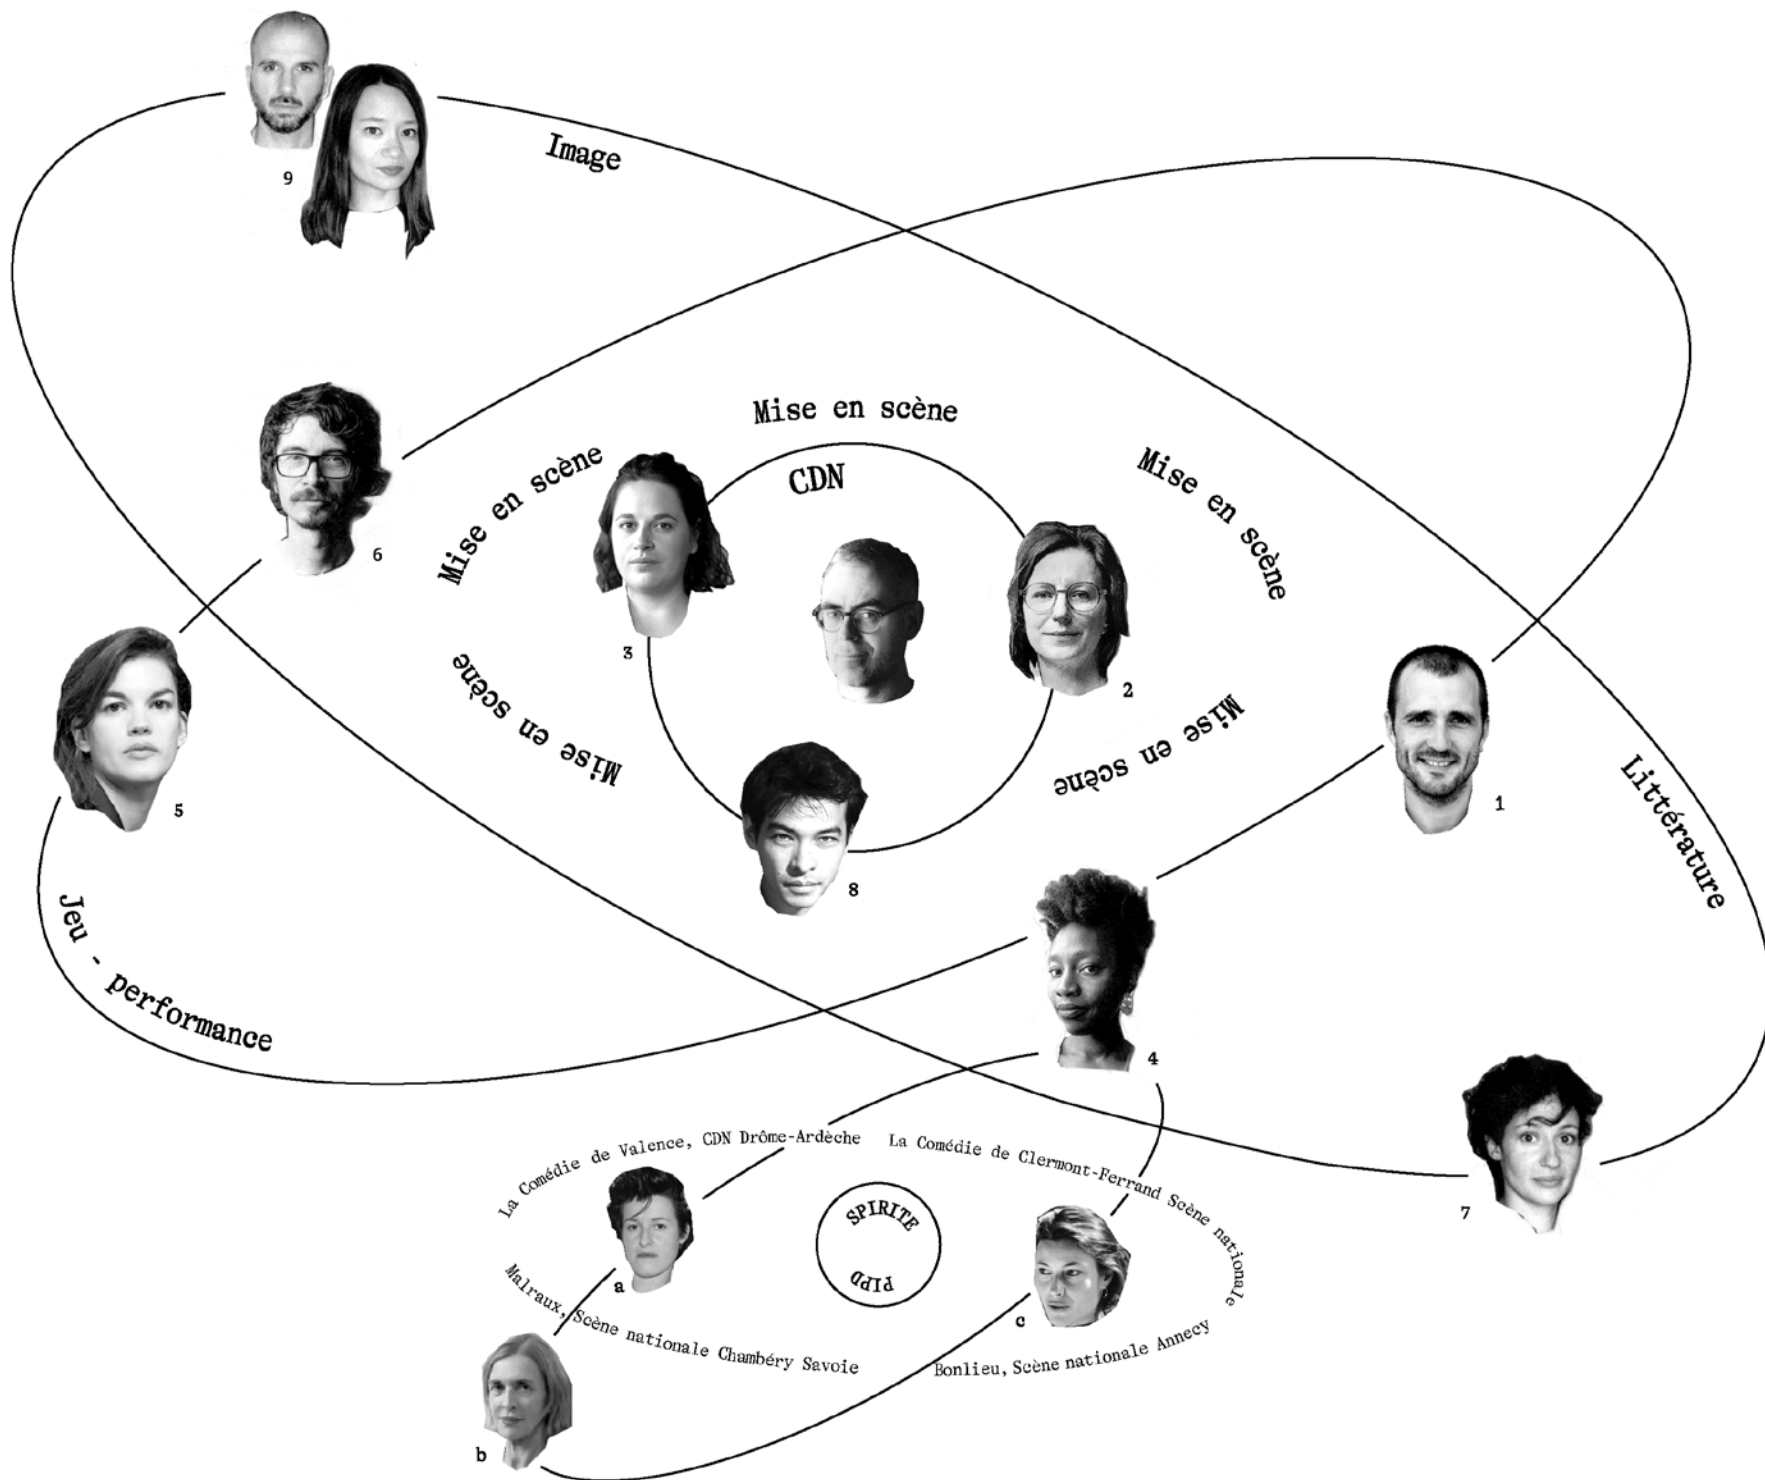 9
Image
Mise en scène
Mise en scène
Mise en scène
CDN
6
3
2
Mise en scène
Mise en scène
5
8
1
Littérature
Jeu - performance
4
La Comédie de Valence, CDN Drôme-Ardèche
La Comédie de Clermont-Ferrand Scène nationale
7
SPIRITE
PIPD
a
c
Malraux, Scène nationale Chambéry Savoie
Bonlieu, Scène nationale Annecy
b